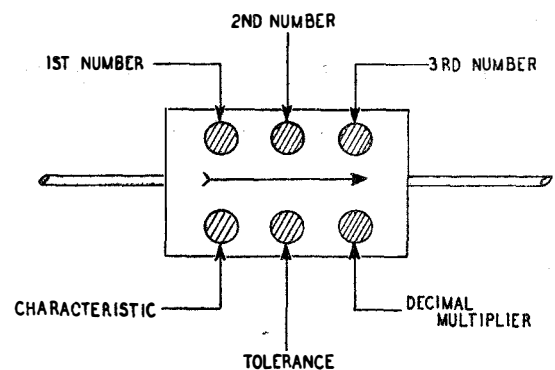 2ND NUMBER
1ST NUMBER
3RD NUMBER
CHARACTERISTIC
DECIMAL
MULTIPLIER
TOLERANCE